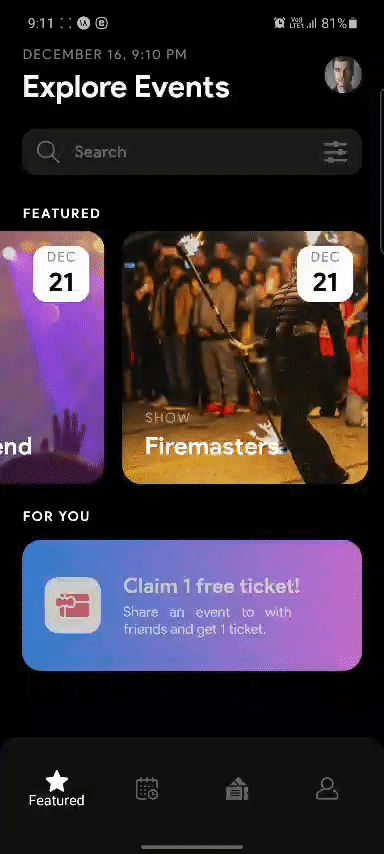 9:11 81%
DECEMBER 16, 9:10 PM
Explore Events
Search
FEATURED
DEC
21
DEC
21
SHOW
end
Firemasters
FOR YOU
Claim 1 free ticket!
Share an event to with
friends and get 1 ticket.
Featured